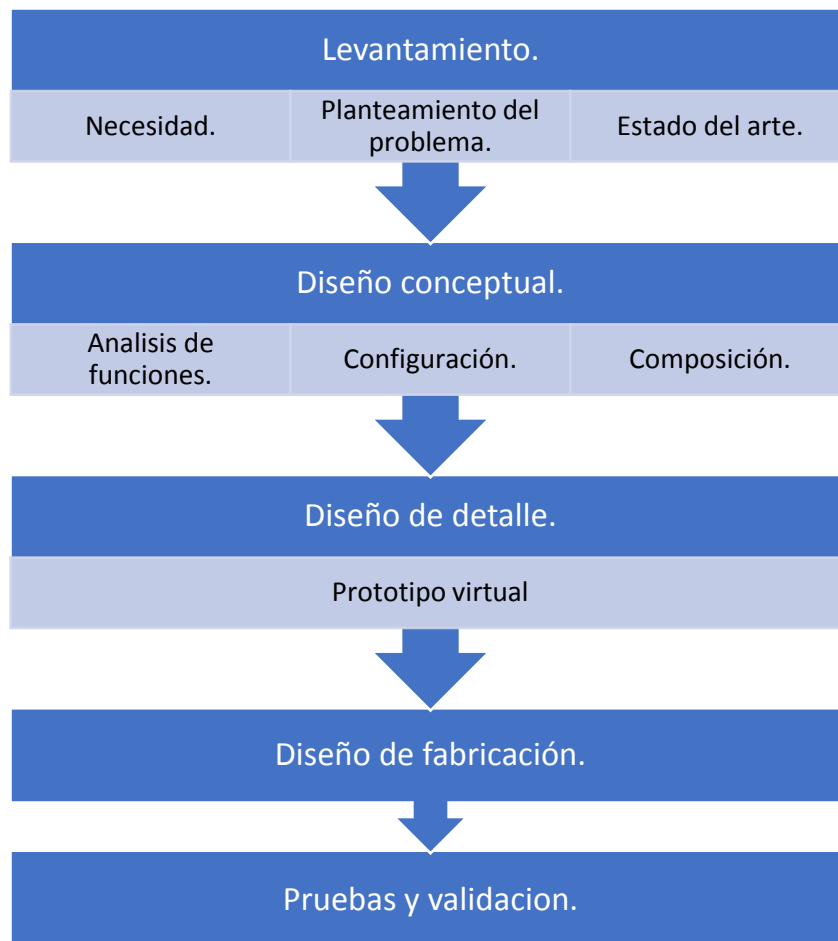 Levantamiento.
Necesidad.
Planteamiento del
problema.
Estado del arte.
Diseño conceptual.
Analisis de
funciones.
Configuración.
Composición.
Diseño de detalle.
Prototipo virtual
Diseño de fabricación.
Pruebas y validacion.